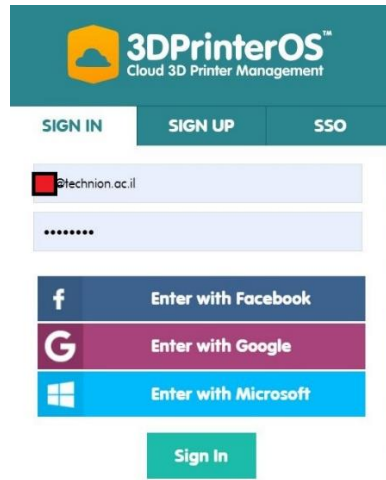 3DPrinterOS™
Cloud 3D Printer Management
SIGN IN SIGN UP SSO
@technion.ac.il
••••••••
f Enter with Facebook
G Enter with Google
Enter with Microsoft
Sign In